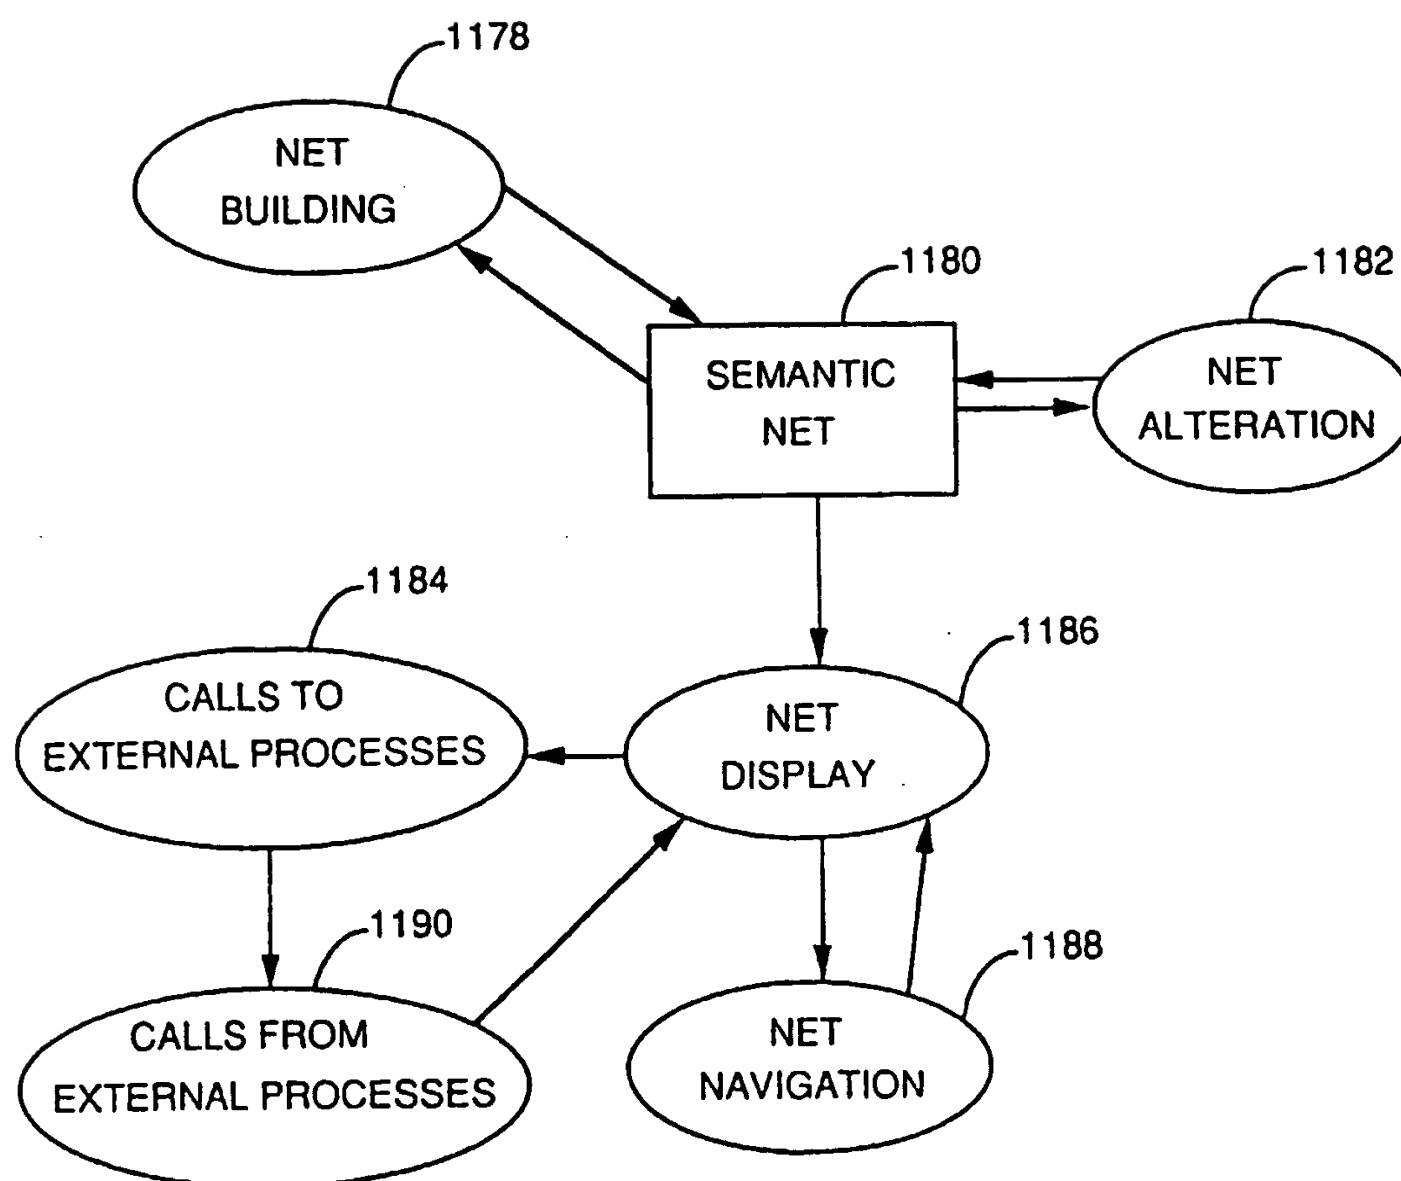 1178
NET
BUILDING
1180
SEMANTIC
NET
1182
NET
ALTERATION
1184
CALLS TO
EXTERNAL PROCESSES
1186
NET
DISPLAY
1190
CALLS FROM
EXTERNAL PROCESSES
1188
NET
NAVIGATION